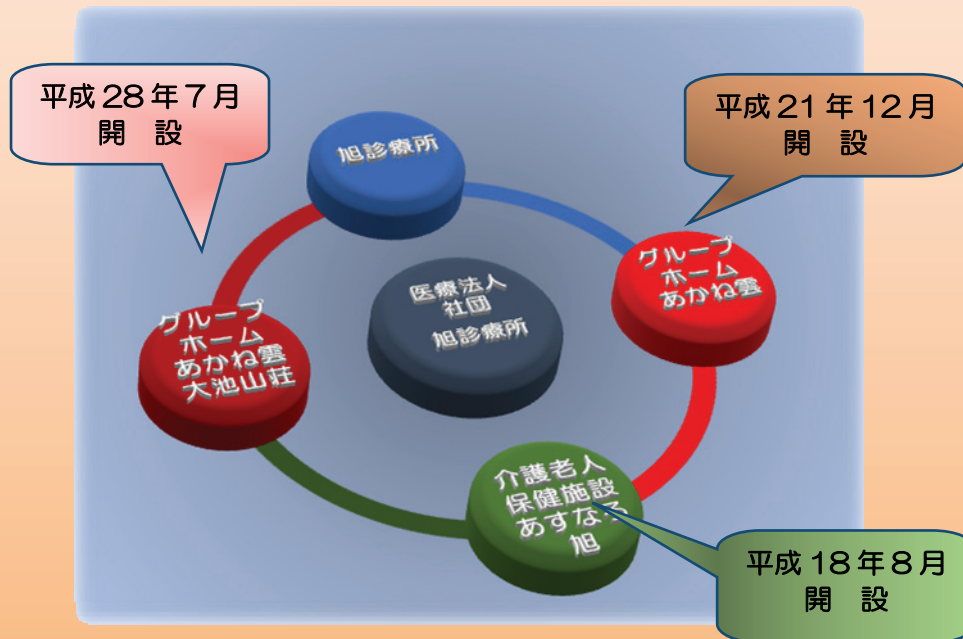 平成28年7月
開　設
平成21年12月
開　設
旭診療所
グループ
ホーム
あかね雲
医療法人
社団
旭診療所
グループ
ホーム
あかね雲
大池山荘
介護老人
保健施設
あすなろ
旭
平成18年8月
開　設